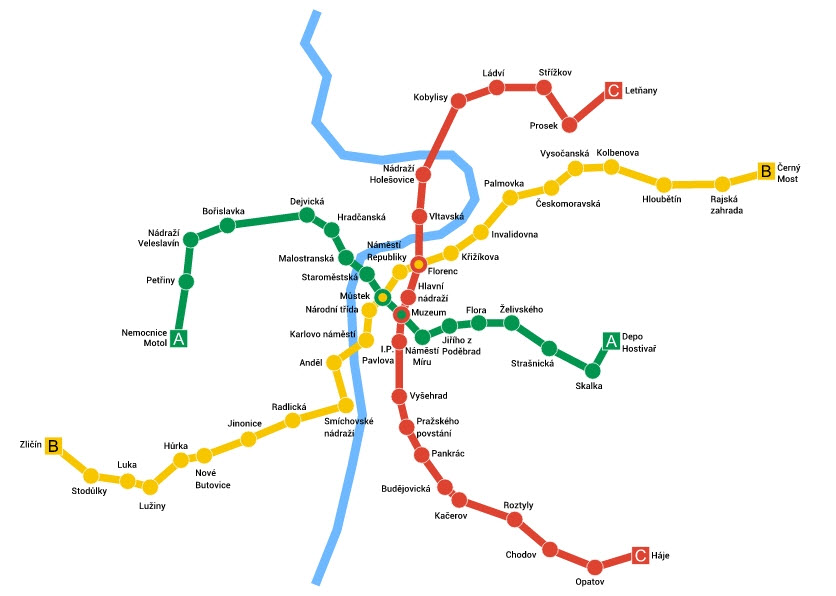 Ládví
Střížkov
C
Letňany
Kobylisy
Prosek
Vysočanská
Kolbenova
Nádraží
Holešovice
B
Černý
Most
Palmovka
Českomoravská
Hloubětín
Rajská
zahrada
Dejvická
Bořislavka
Hradčanská
Vltavská
Nádraží
Veleslavín
Invalidovna
Náměstí
Republiky
Malostranská
Křižíkova
Florenc
Staroměstská
Petřiny
Hlavní
nádraží
Můstek
Národní třída
Muzeum
Flora
Želivského
Nemocnice
Motol
A
Karlovo náměstí
Jiřího z
Poděbrad
A
Depo
Hostivař
I.P.
Pavlova
Náměstí
Míru
Anděl
Strašnická
Skalka
Vyšehrad
Radlická
Smíchovské
nádraží
Jinonice
Pražského
povstání
Zličín
B
Hůrka
Pankrác
Luka
Nové
Butovice
Stodůlky
Lužiny
Budějovická
Kačerov
Roztyly
Chodov
C
Háje
Opatov